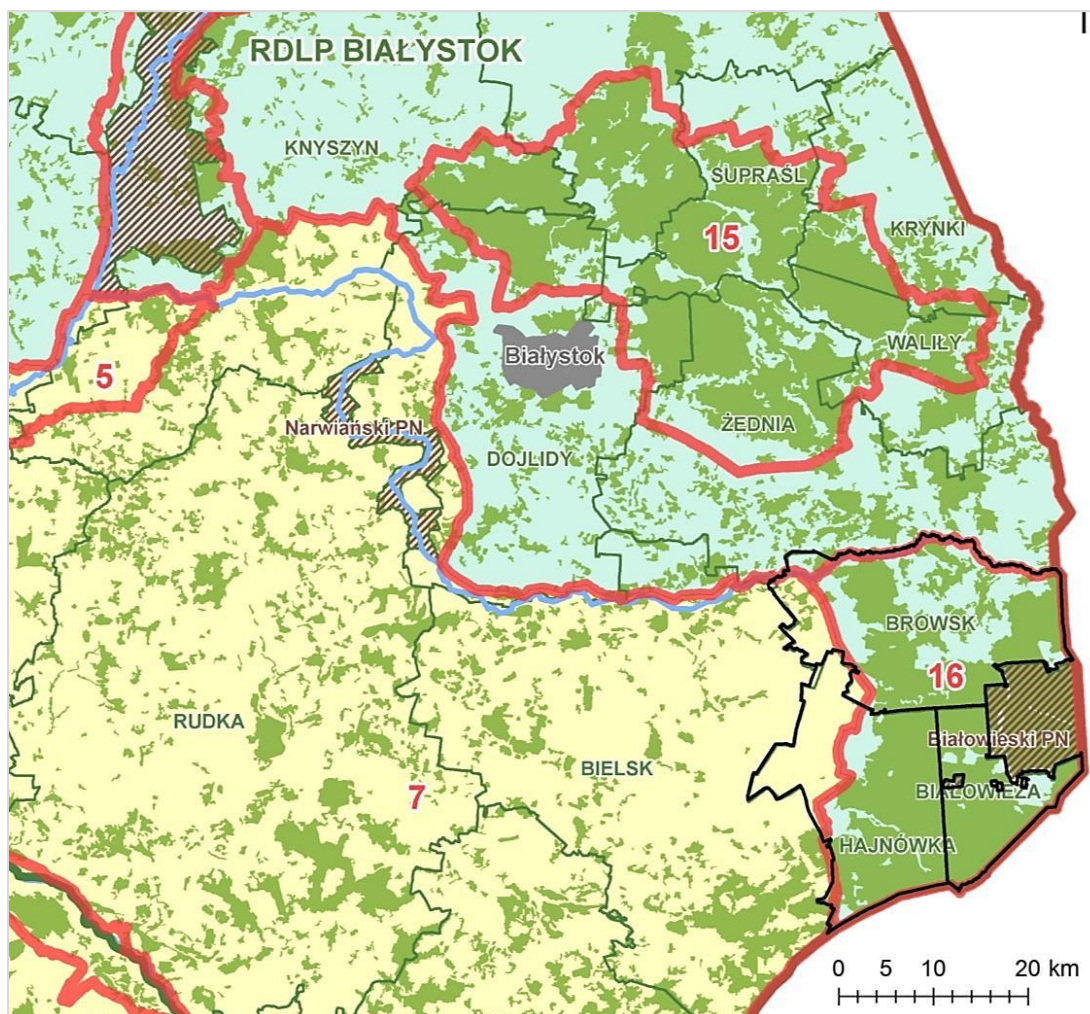 RDLP BIAŁYSTOK
KNYSZYN
SUPRAŚL
15
KRYNKI
WALIŁY
Białystok
5
Narwiański PN
ŻEDNIA
DOJLIDY
BROWSK
16
RUDKA
Białowieski PN
BIELSK
7
BIAŁOWIEŻA
HAJNÓWKA
0 5 10 20 km